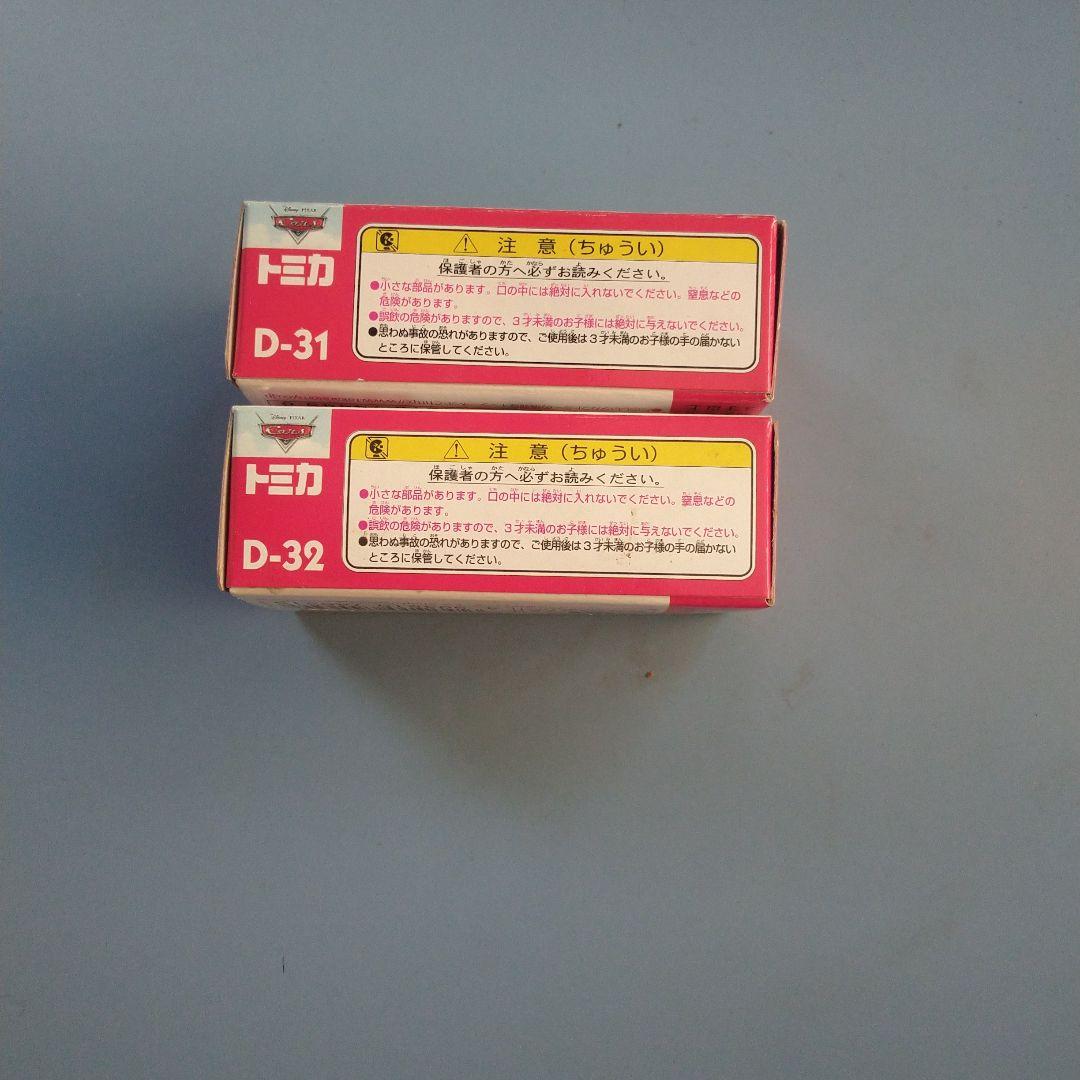 Disney PIXAR
Cars
トミカ
D-31
注意（ちゅうい）
保護者の方へ必ずお読みください。
●小さな部品があります。口の中には絶対に入れないでください。窒息などの
危険があります。
●誤飲の危険がありますので、3才未満のお子様には絶対に与えないでください。
●思わぬ事故の恐れがありますので、ご使用後は3才未満のお子様の手の届かない
ところに保管してください。
Disney PIXAR
Cars
トミカ
D-32
注意（ちゅうい）
保護者の方へ必ずお読みください。
●小さな部品があります。口の中には絶対に入れないでください。窒息などの
危険があります。
●誤飲の危険がありますので、3才未満のお子様には絶対に与えないでください。
●思わぬ事故の恐れがありますので、ご使用後は3才未満のお子様の手の届かない
ところに保管してください。